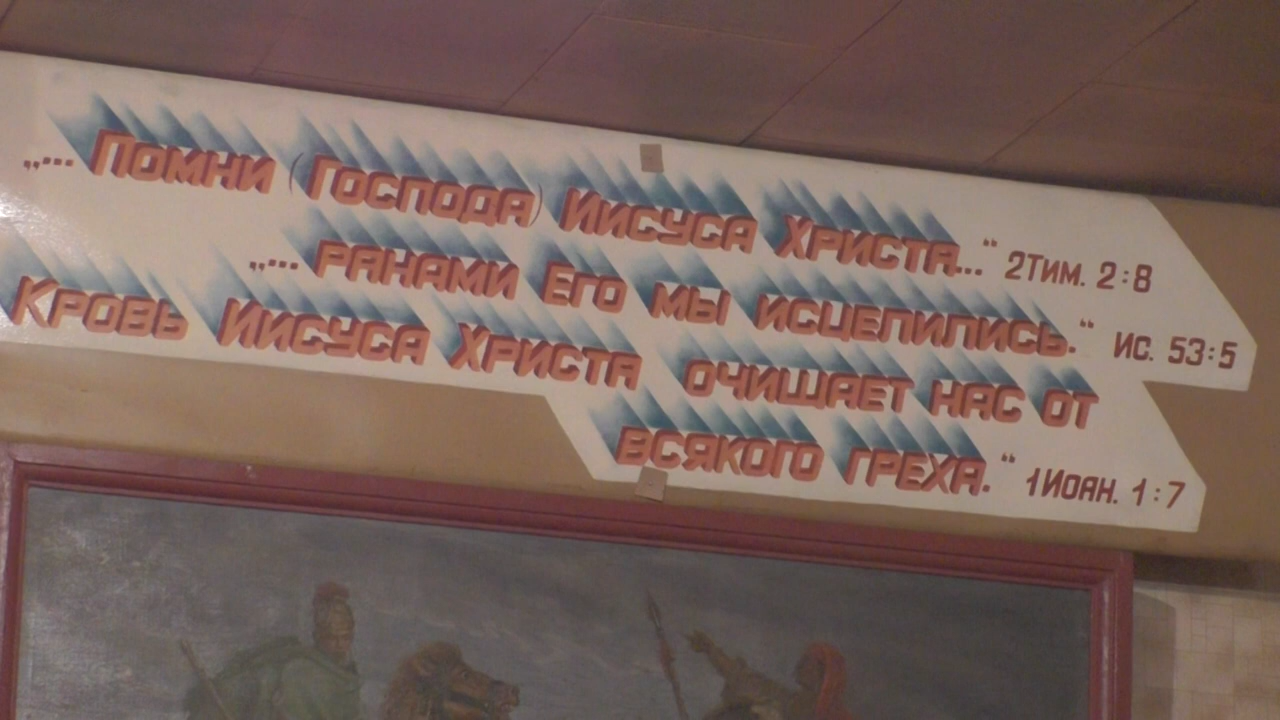 „... Помни (Господа) Иисуса Христа...“ 2Тим. 2:8
„... ранами Его мы исцелились.“ Ис. 53:5
Кровь Иисуса Христа очищает нас от
всякого греха.“ 1Иоан. 1:7